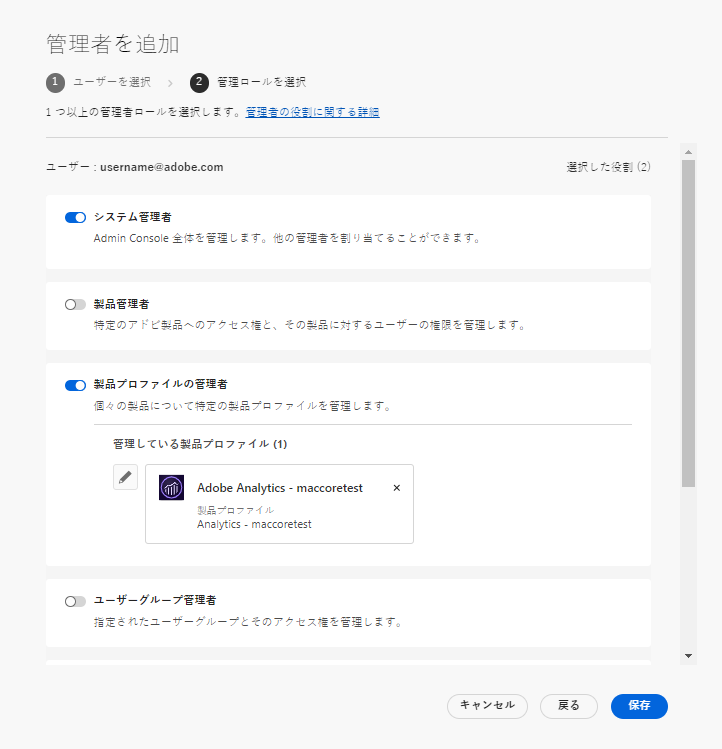 管理者を追加
1 ユーザーを選択 > 2 管理ロールを選択
1 つ以上の管理者ロールを選択します。管理者の役割に関する詳細
ユーザー : username@adobe.com 選択した役割 (2)
システム管理者
Admin Console 全体を管理します。他の管理者を割り当てることができます。
製品管理者
特定のアドビ製品へのアクセス権と、その製品に対するユーザーの権限を管理します。
製品プロファイルの管理者
個々の製品について特定の製品プロファイルを管理します。
管理している製品プロファイル (1)
Adobe Analytics - maccoretest ×
製品プロファイル
Analytics - maccoretest
ユーザーグループ管理者
指定されたユーザーグループとそのアクセス権を管理します。
キャンセル 戻る 保存